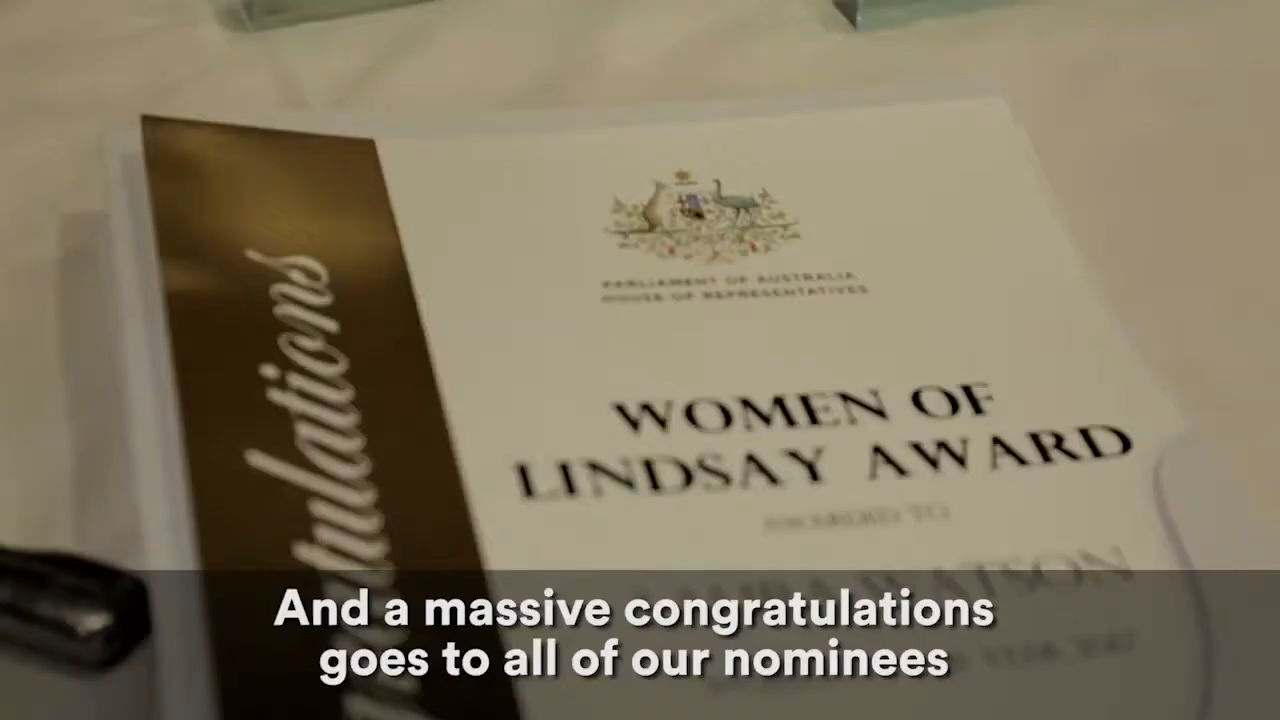 PARLIAMENT OF AUSTRALIA
HOUSE OF REPRESENTATIVES
WOMEN OF
LINDSAY AWARD
AWARDED TO
WATSON
And a massive congratulations
goes to all of our nominees